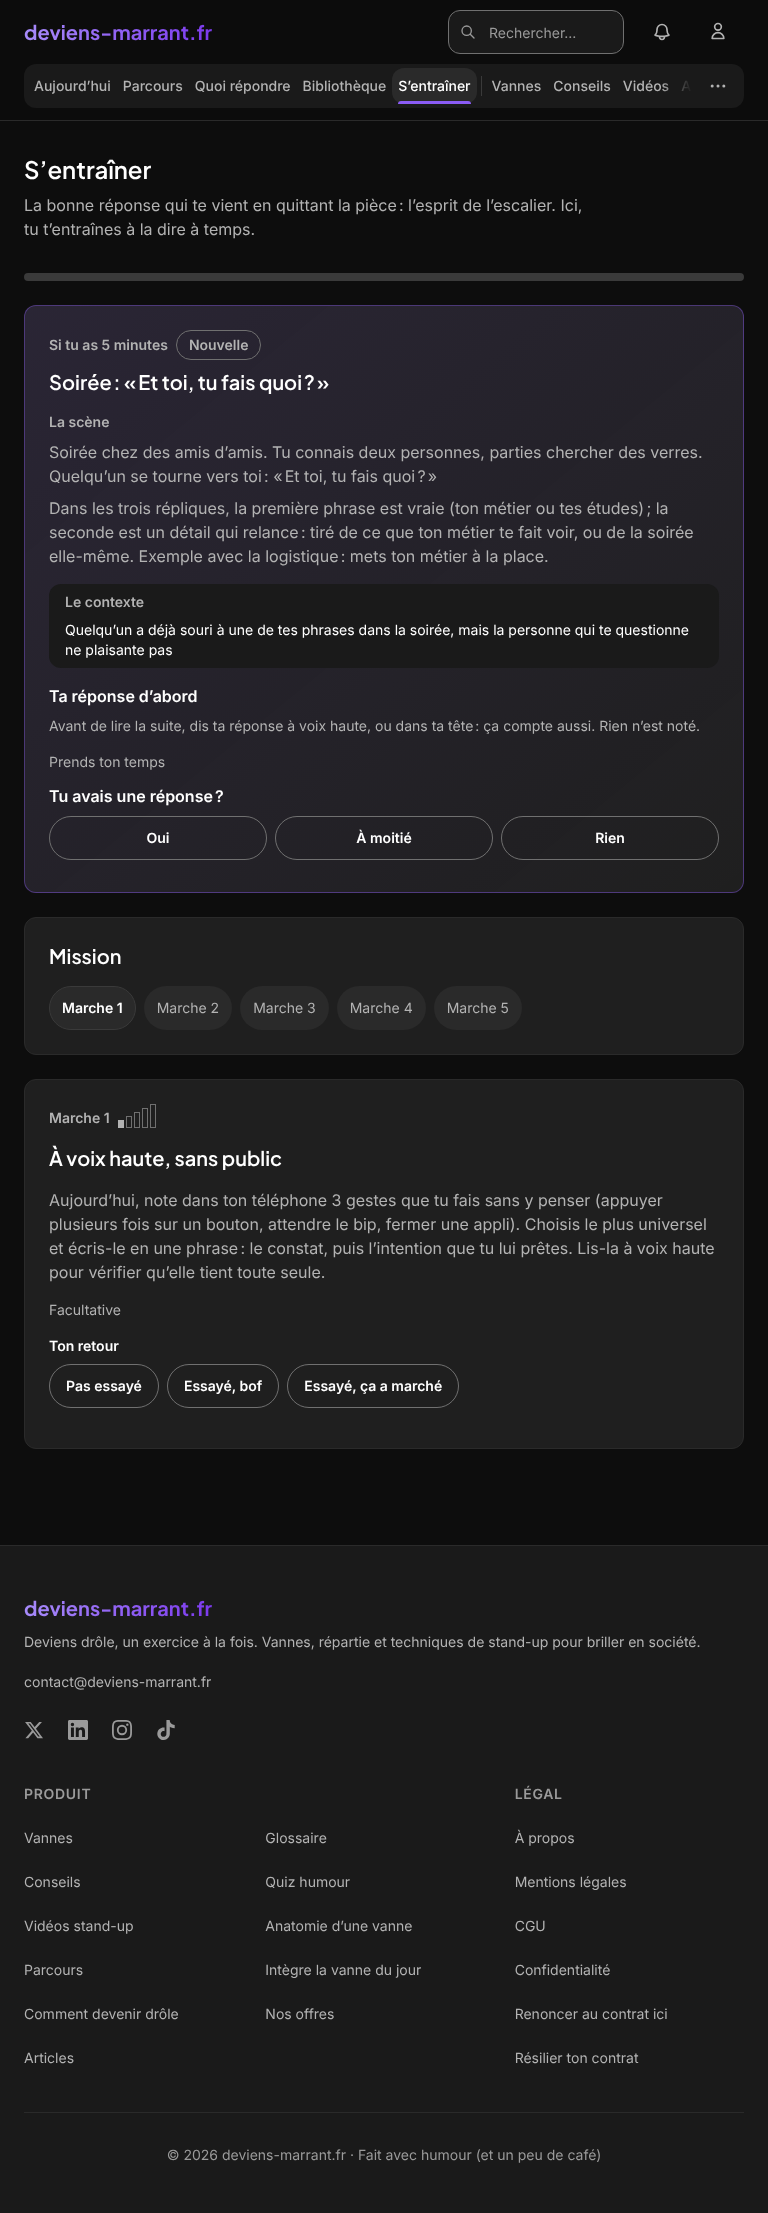 deviens-marrant.fr
Rechercher...
Aujourd’hui Parcours Quoi répondre Bibliothèque S’entraîner Vannes Conseils Vidéos
S’entraîner
La bonne réponse qui te vient en quittant la pièce : l’esprit de l’escalier. Ici,
tu t’entraînes à la dire à temps.
Si tu as 5 minutes Nouvelle
Soirée : « Et toi, tu fais quoi ? »
La scène
Soirée chez des amis d’amis. Tu connais deux personnes, parties chercher des verres.
Quelqu’un se tourne vers toi : « Et toi, tu fais quoi ? »
Dans les trois répliques, la première phrase est vraie (ton métier ou tes études) ; la
seconde est un détail qui relance : tiré de ce que ton métier te fait voir, ou de la soirée
elle-même. Exemple avec la logistique : mets ton métier à la place.
Le contexte
Quelqu’un a déjà souri à une de tes phrases dans la soirée, mais la personne qui te questionne
ne plaisante pas
Ta réponse d’abord
Avant de lire la suite, dis ta réponse à voix haute, ou dans ta tête : ça compte aussi. Rien n’est noté.
Prends ton temps
Tu avais une réponse ?
Oui À moitié Rien
Mission
Marche 1 Marche 2 Marche 3 Marche 4 Marche 5
Marche 1
À voix haute, sans public
Aujourd’hui, note dans ton téléphone 3 gestes que tu fais sans y penser (appuyer
plusieurs fois sur un bouton, attendre le bip, fermer une appli). Choisis le plus universel
et écris-le en une phrase : le constat, puis l’intention que tu lui prêtes. Lis-la à voix haute
pour vérifier qu’elle tient toute seule.
Facultative
Ton retour
Pas essayé Essayé, bof Essayé, ça a marché
deviens-marrant.fr
Deviens drôle, un exercice à la fois. Vannes, répartie et techniques de stand-up pour briller en société.
contact@deviens-marrant.fr
PRODUIT LÉGAL
Vannes Glossaire À propos
Conseils Quiz humour Mentions légales
Vidéos stand-up Anatomie d’une vanne CGU
Parcours Intègre la vanne du jour Confidentialité
Comment devenir drôle Nos offres Renoncer au contrat ici
Articles Résilier ton contrat
© 2026 deviens-marrant.fr · Fait avec humour (et un peu de café)